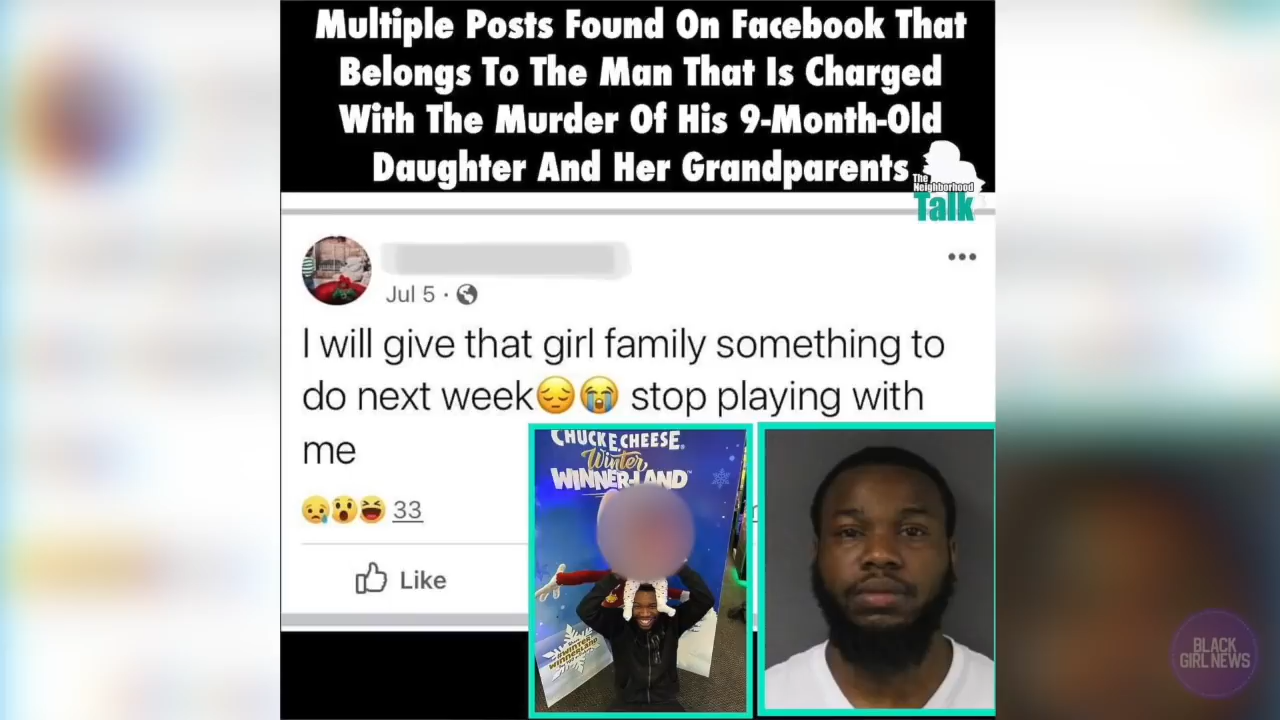 Multiple Posts Found On Facebook That
Belongs To The Man That Is Charged
With The Murder Of His 9-Month-Old
Daughter And Her Grandparents
The
Neighborhood
Talk
Jul 5 ·
I will give that girl family something to
do next week😔😭 stop playing with
me
33
Like
CHUCK E. CHEESE.
Winter
WINNER-LAND™
WINNERLAND
BLACK
GIRL NEWS